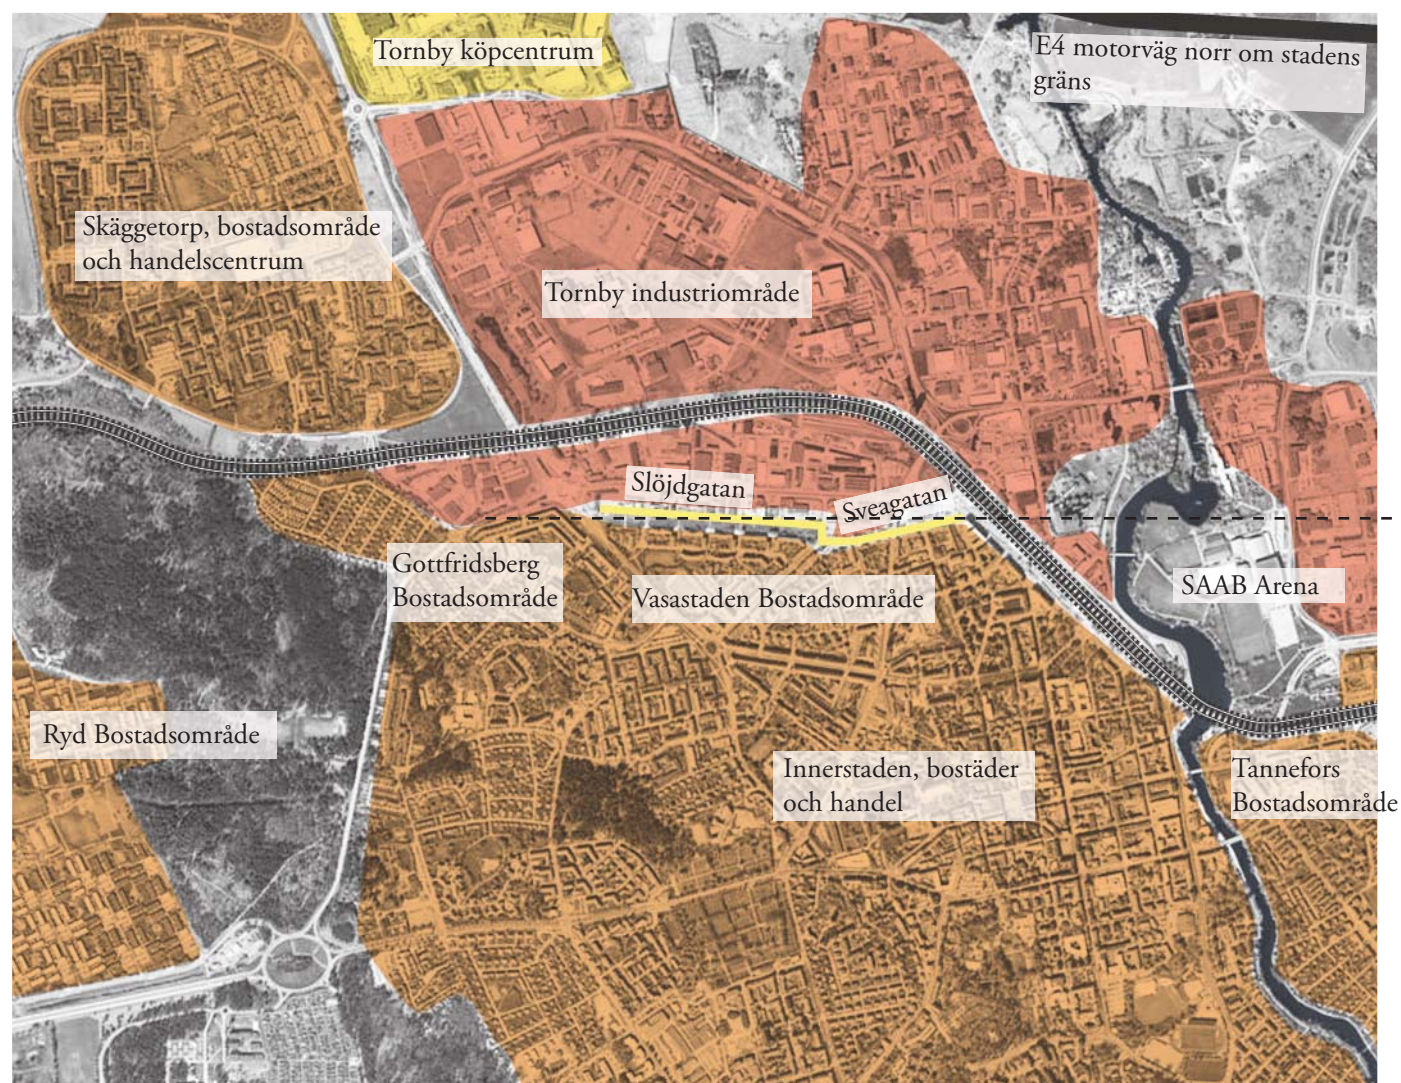 Tornby köpcentrum
E4 motorväg norr om stadens
gräns
Skäggetorp, bostadsområde
och handelscentrum
Tornby industriområde
Slöjdgatan
Sveagatan
Gottfridsberg
Bostadsområde
Vasastaden Bostadsområde
SAAB Arena
Ryd Bostadsområde
Innerstaden, bostäder
och handel
Tannefors
Bostadsområde